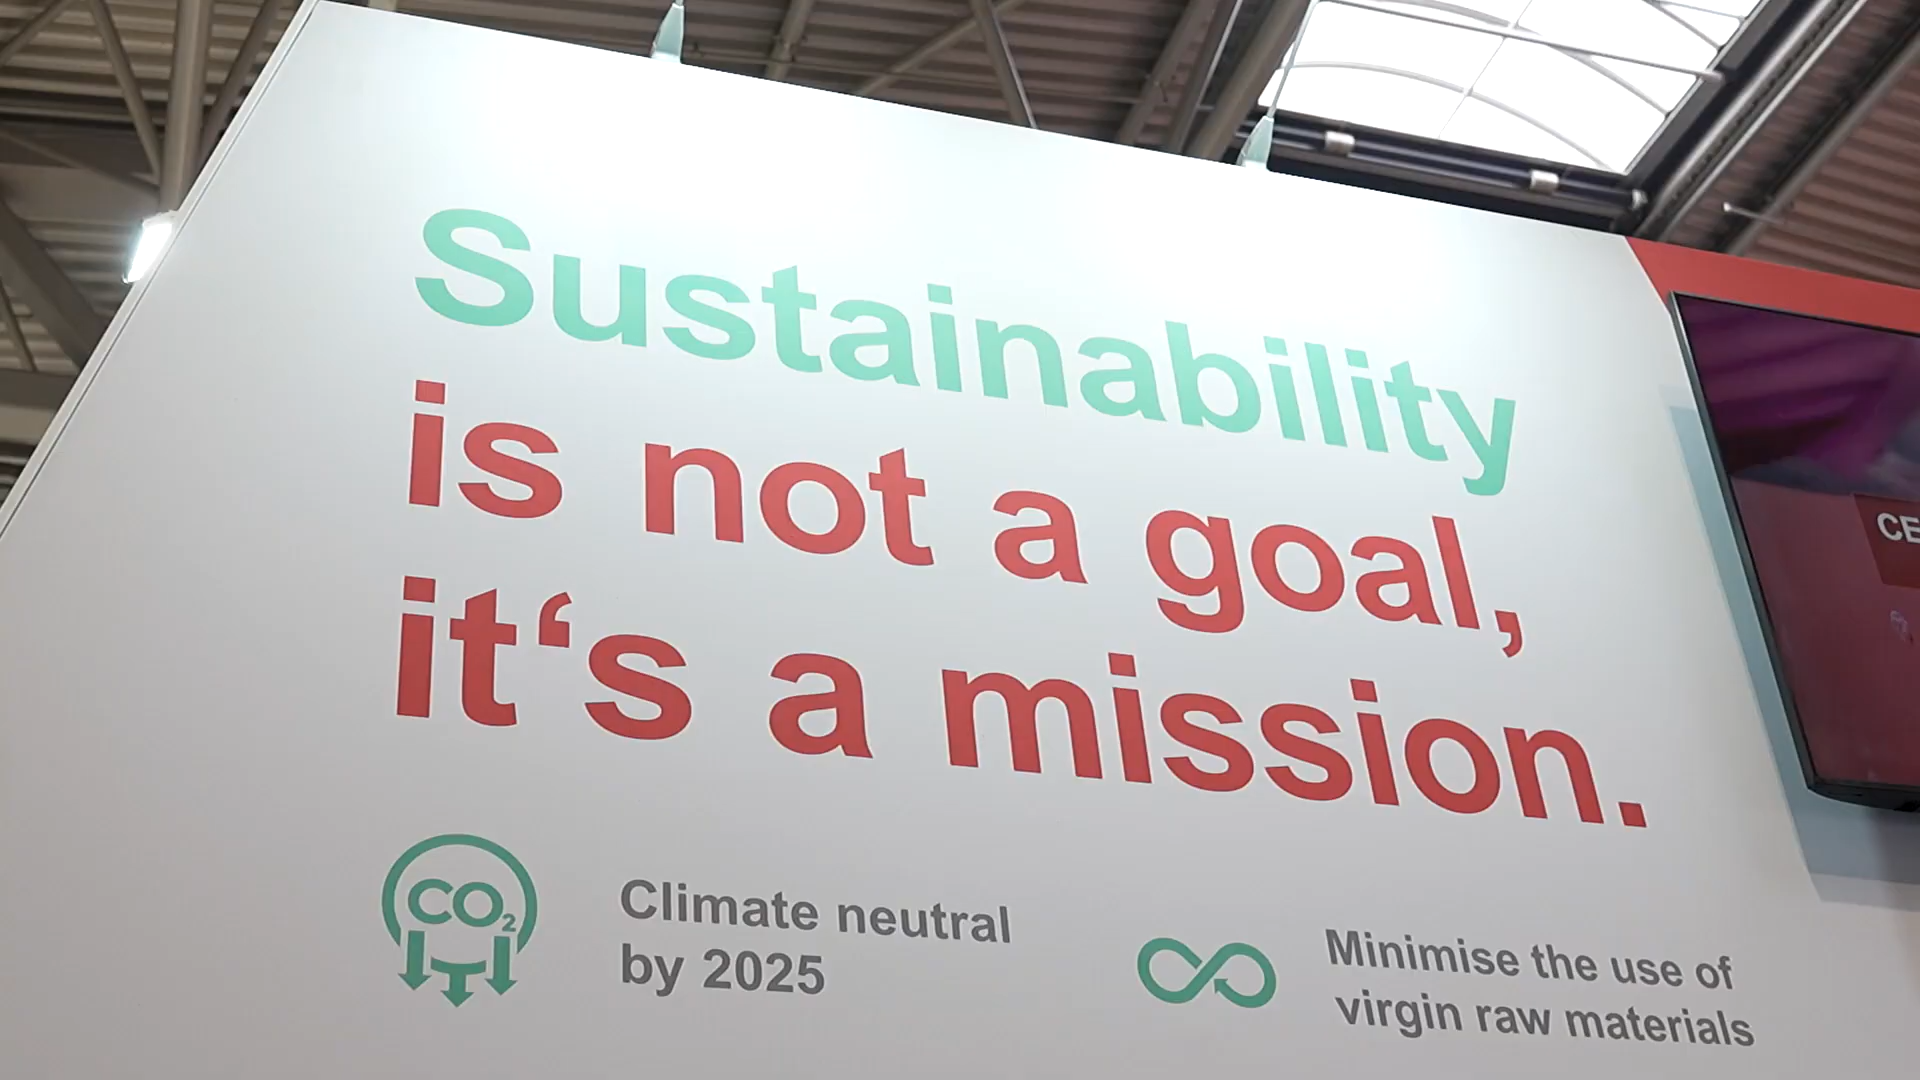 Sustainability
is not a goal,
it‘s a mission.
CO₂
Climate neutral
by 2025
Minimise the use of
virgin raw materials